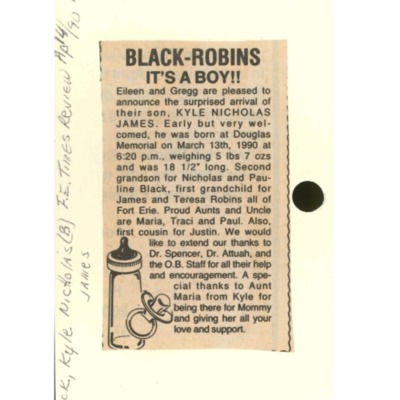 BLACK-ROBINS
IT'S A BOY!!
Eileen and Gregg are pleased to
announce the surprised arrival of
their son, KYLE NICHOLAS
JAMES. Early but very wel-
comed, he was born at Douglas
Memorial on March 13th, 1990 at
6:20 p.m., weighing 5 lbs 7 ozs
and was 18 1/2" long. Second
grandson for Nicholas and Pau-
line Black, first grandchild for
James and Teresa Robins all of
Fort Erie. Proud Aunts and Uncle
are Maria, Traci and Paul. Also,
first cousin for Justin. We would
like to extend our thanks to
Dr. Spencer, Dr. Attuah, and
the O.B. Staff for all their help
and encouragement. A spe-
cial thanks to Aunt
Maria from Kyle for
being there for Mommy
and giving her all your
love and support.
ck, Kyle Nicholas (B) F.E. TIMES REVIEW Ap 14/90
JAMES